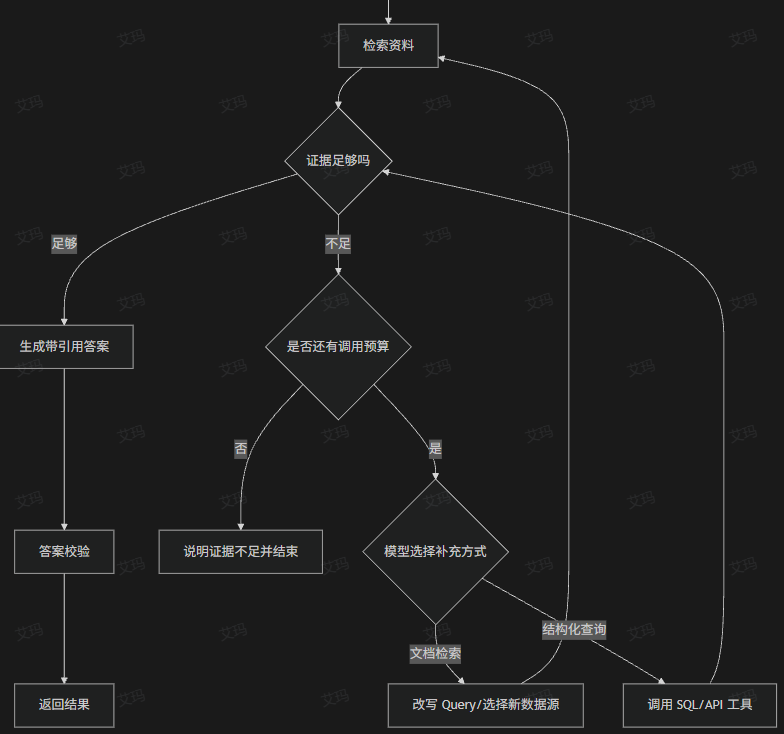 检索资料
证据足够吗
足够
不足
生成带引用答案
是否还有调用预算
否
是
答案校验
说明证据不足并结束
模型选择补充方式
结构化查询
文档检索
返回结果
改写 Query/选择新数据源
调用 SQL/API 工具
艾玛